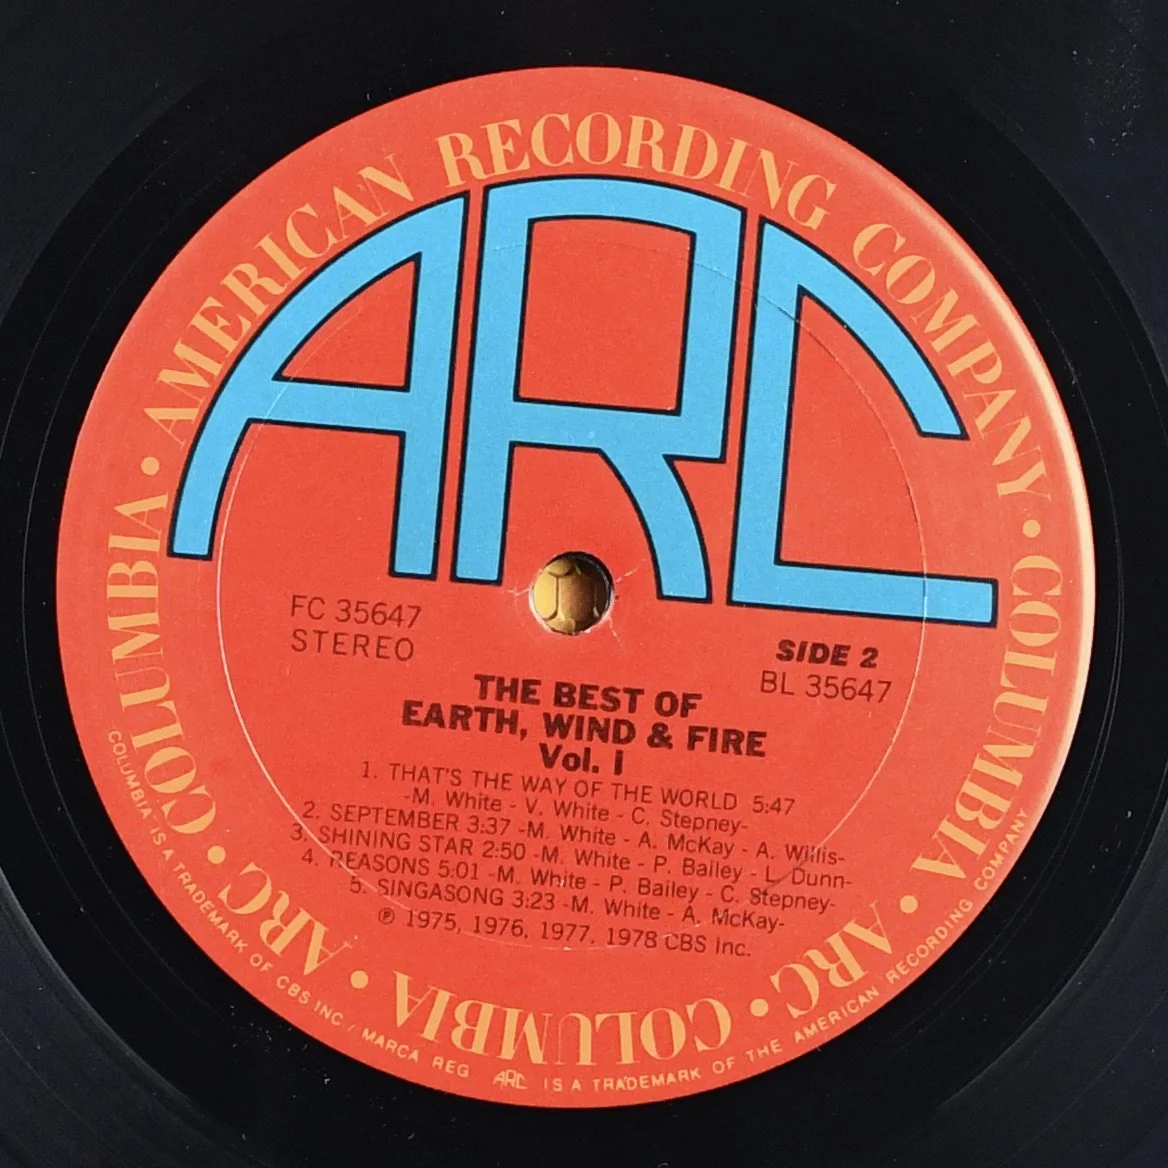 AMERICAN RECORDING COMPANY • COLUMBIA • ARC • COLUMBIA • ARC • COLUMBIA •
ARC
FC 35647
STEREO
SIDE 2
BL 35647
THE BEST OF
EARTH, WIND & FIRE
Vol. I
1. THAT'S THE WAY OF THE WORLD 5:47
-M. White - V. White - C. Stepney-
2. SEPTEMBER 3:37 -M. White - A. McKay - A. Willis-
3. SHINING STAR 2:50 -M. White - P. Bailey - L. Dunn-
4. REASONS 5:01 -M. White - P. Bailey - C. Stepney-
5. SINGASONG 3:23 -M. White - A. McKay-
℗ 1975, 1976, 1977, 1978 CBS Inc.
COLUMBIA IS A TRADEMARK OF CBS INC / MARCA REG ARC IS A TRADEMARK OF THE AMERICAN RECORDING COMPANY